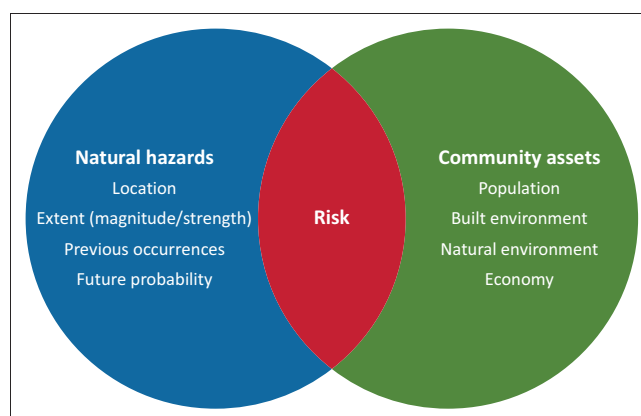 Natural hazards
Location
Extent (magnitude/strength)
Previous occurrences
Future probability
Risk
Community assets
Population
Built environment
Natural environment
Economy